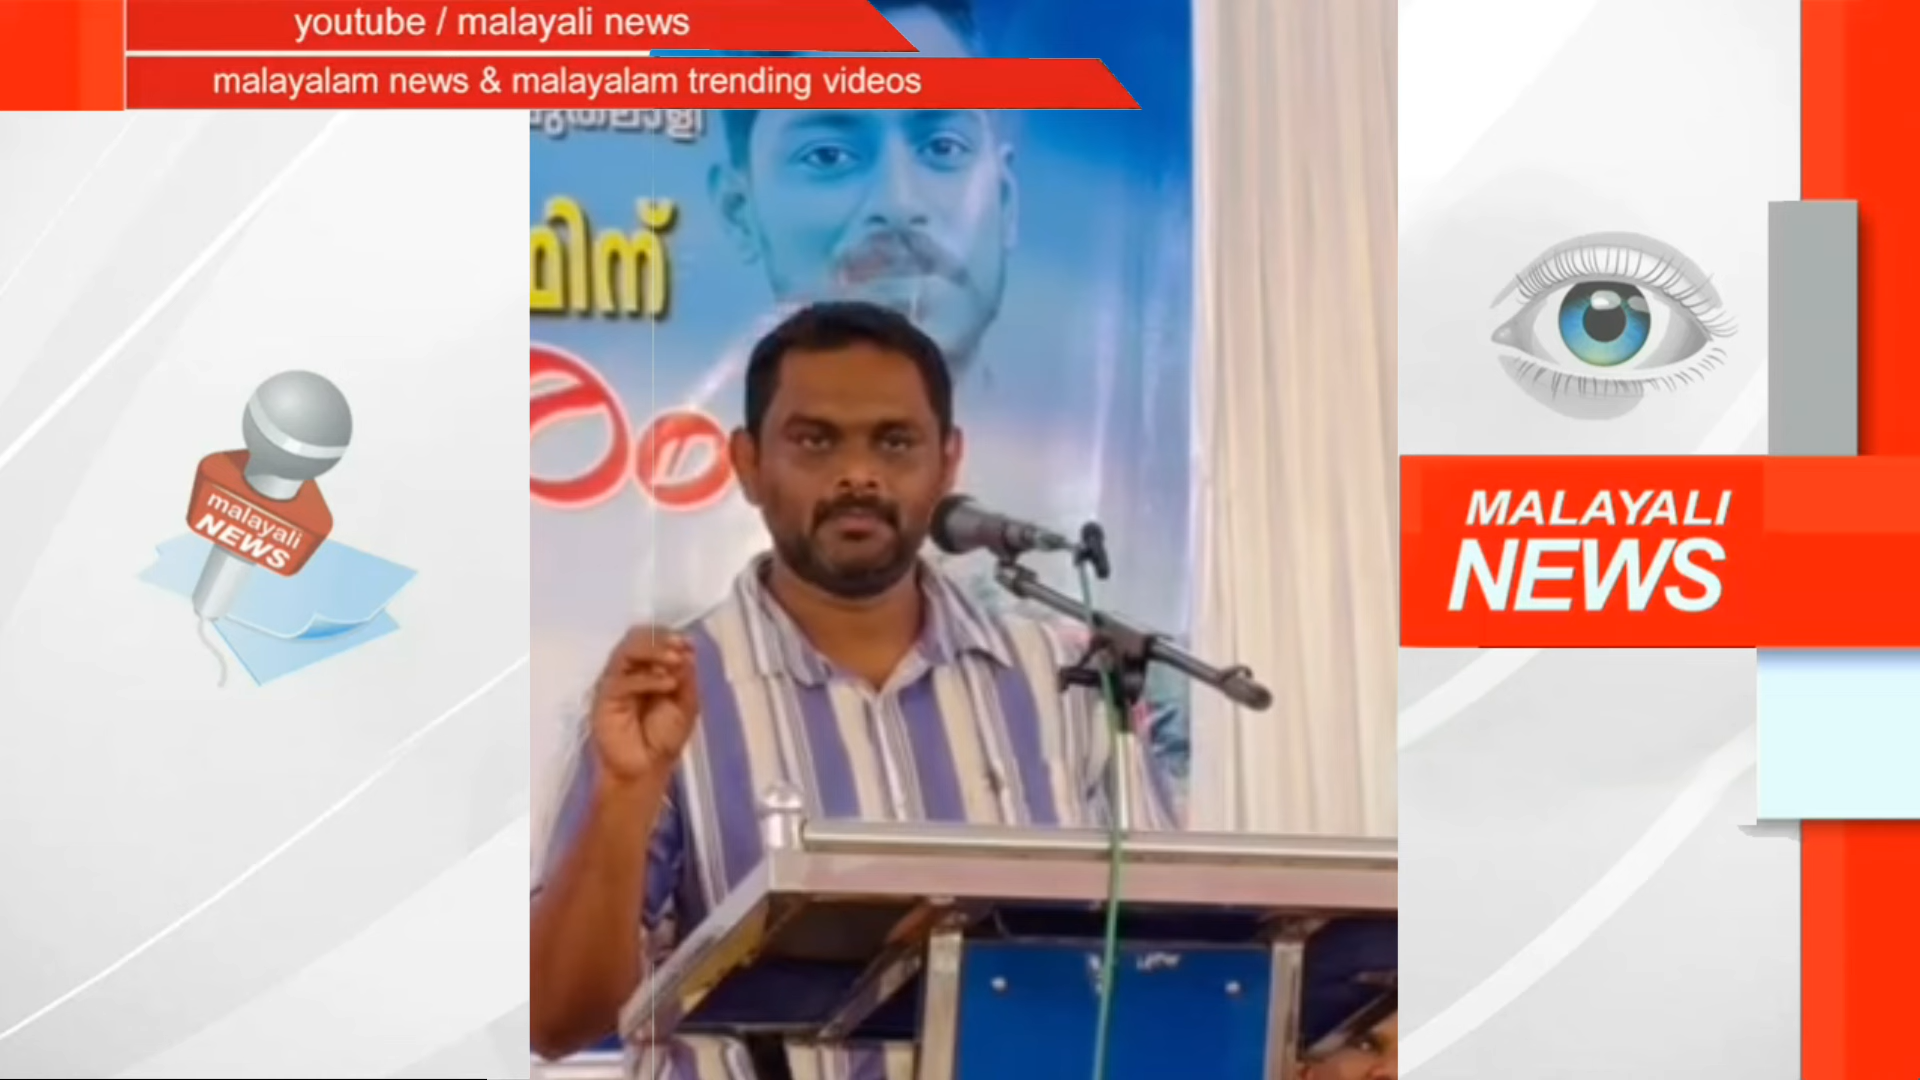 youtube / malayali news
malayalam news & malayalam trending videos
മിന്
malayali
NEWS
MALAYALI
NEWS